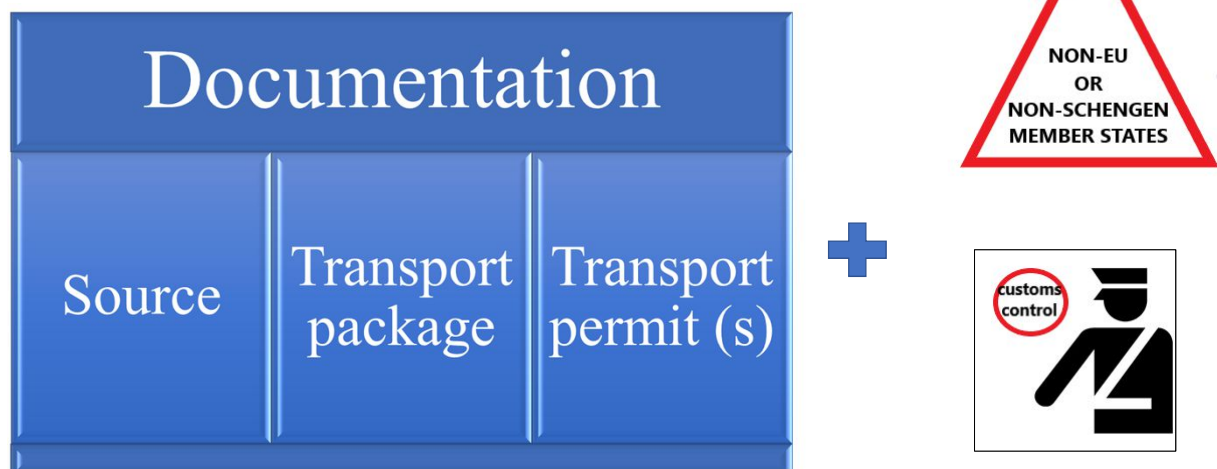 Documentation
Source
Transport
package
Transport
permit (s)
NON-EU
OR
NON-SCHENGEN
MEMBER STATES
customs
control